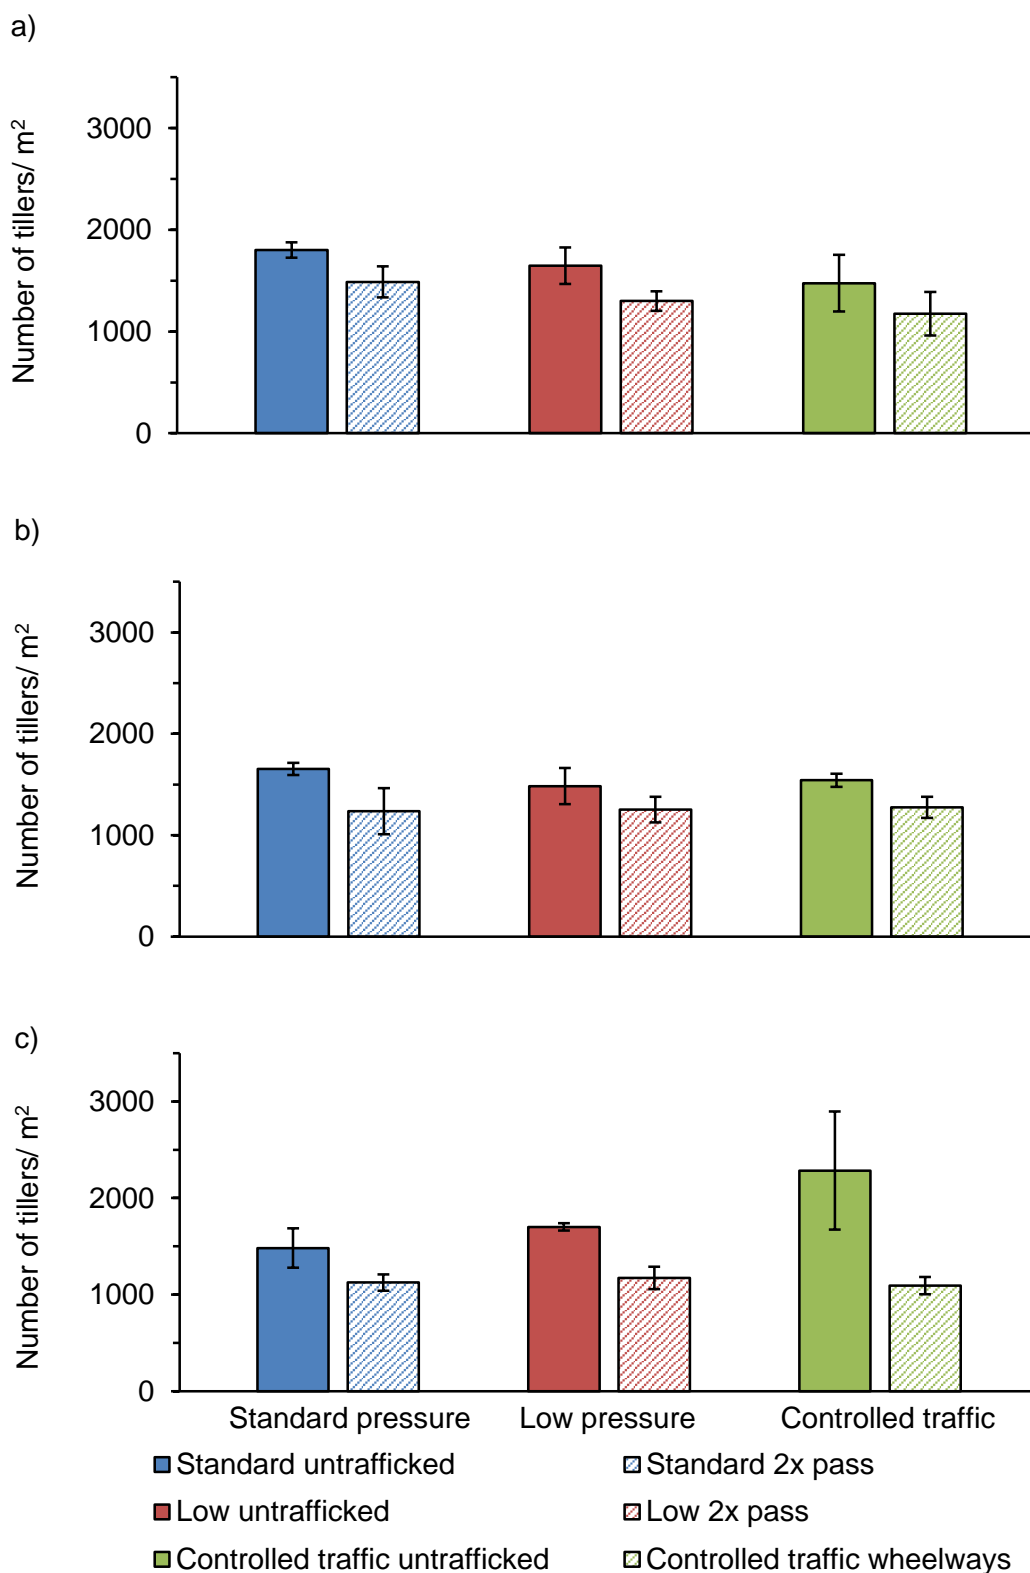 a)
Number of tillers/ m²
3000
2000
1000
0
b)
Number of tillers/ m²
3000
2000
1000
0
c)
Number of tillers/ m²
3000
2000
1000
0
Standard pressure Low pressure Controlled traffic
Standard untrafficked Standard 2x pass
Low untrafficked Low 2x pass
Controlled traffic untrafficked Controlled traffic wheelways